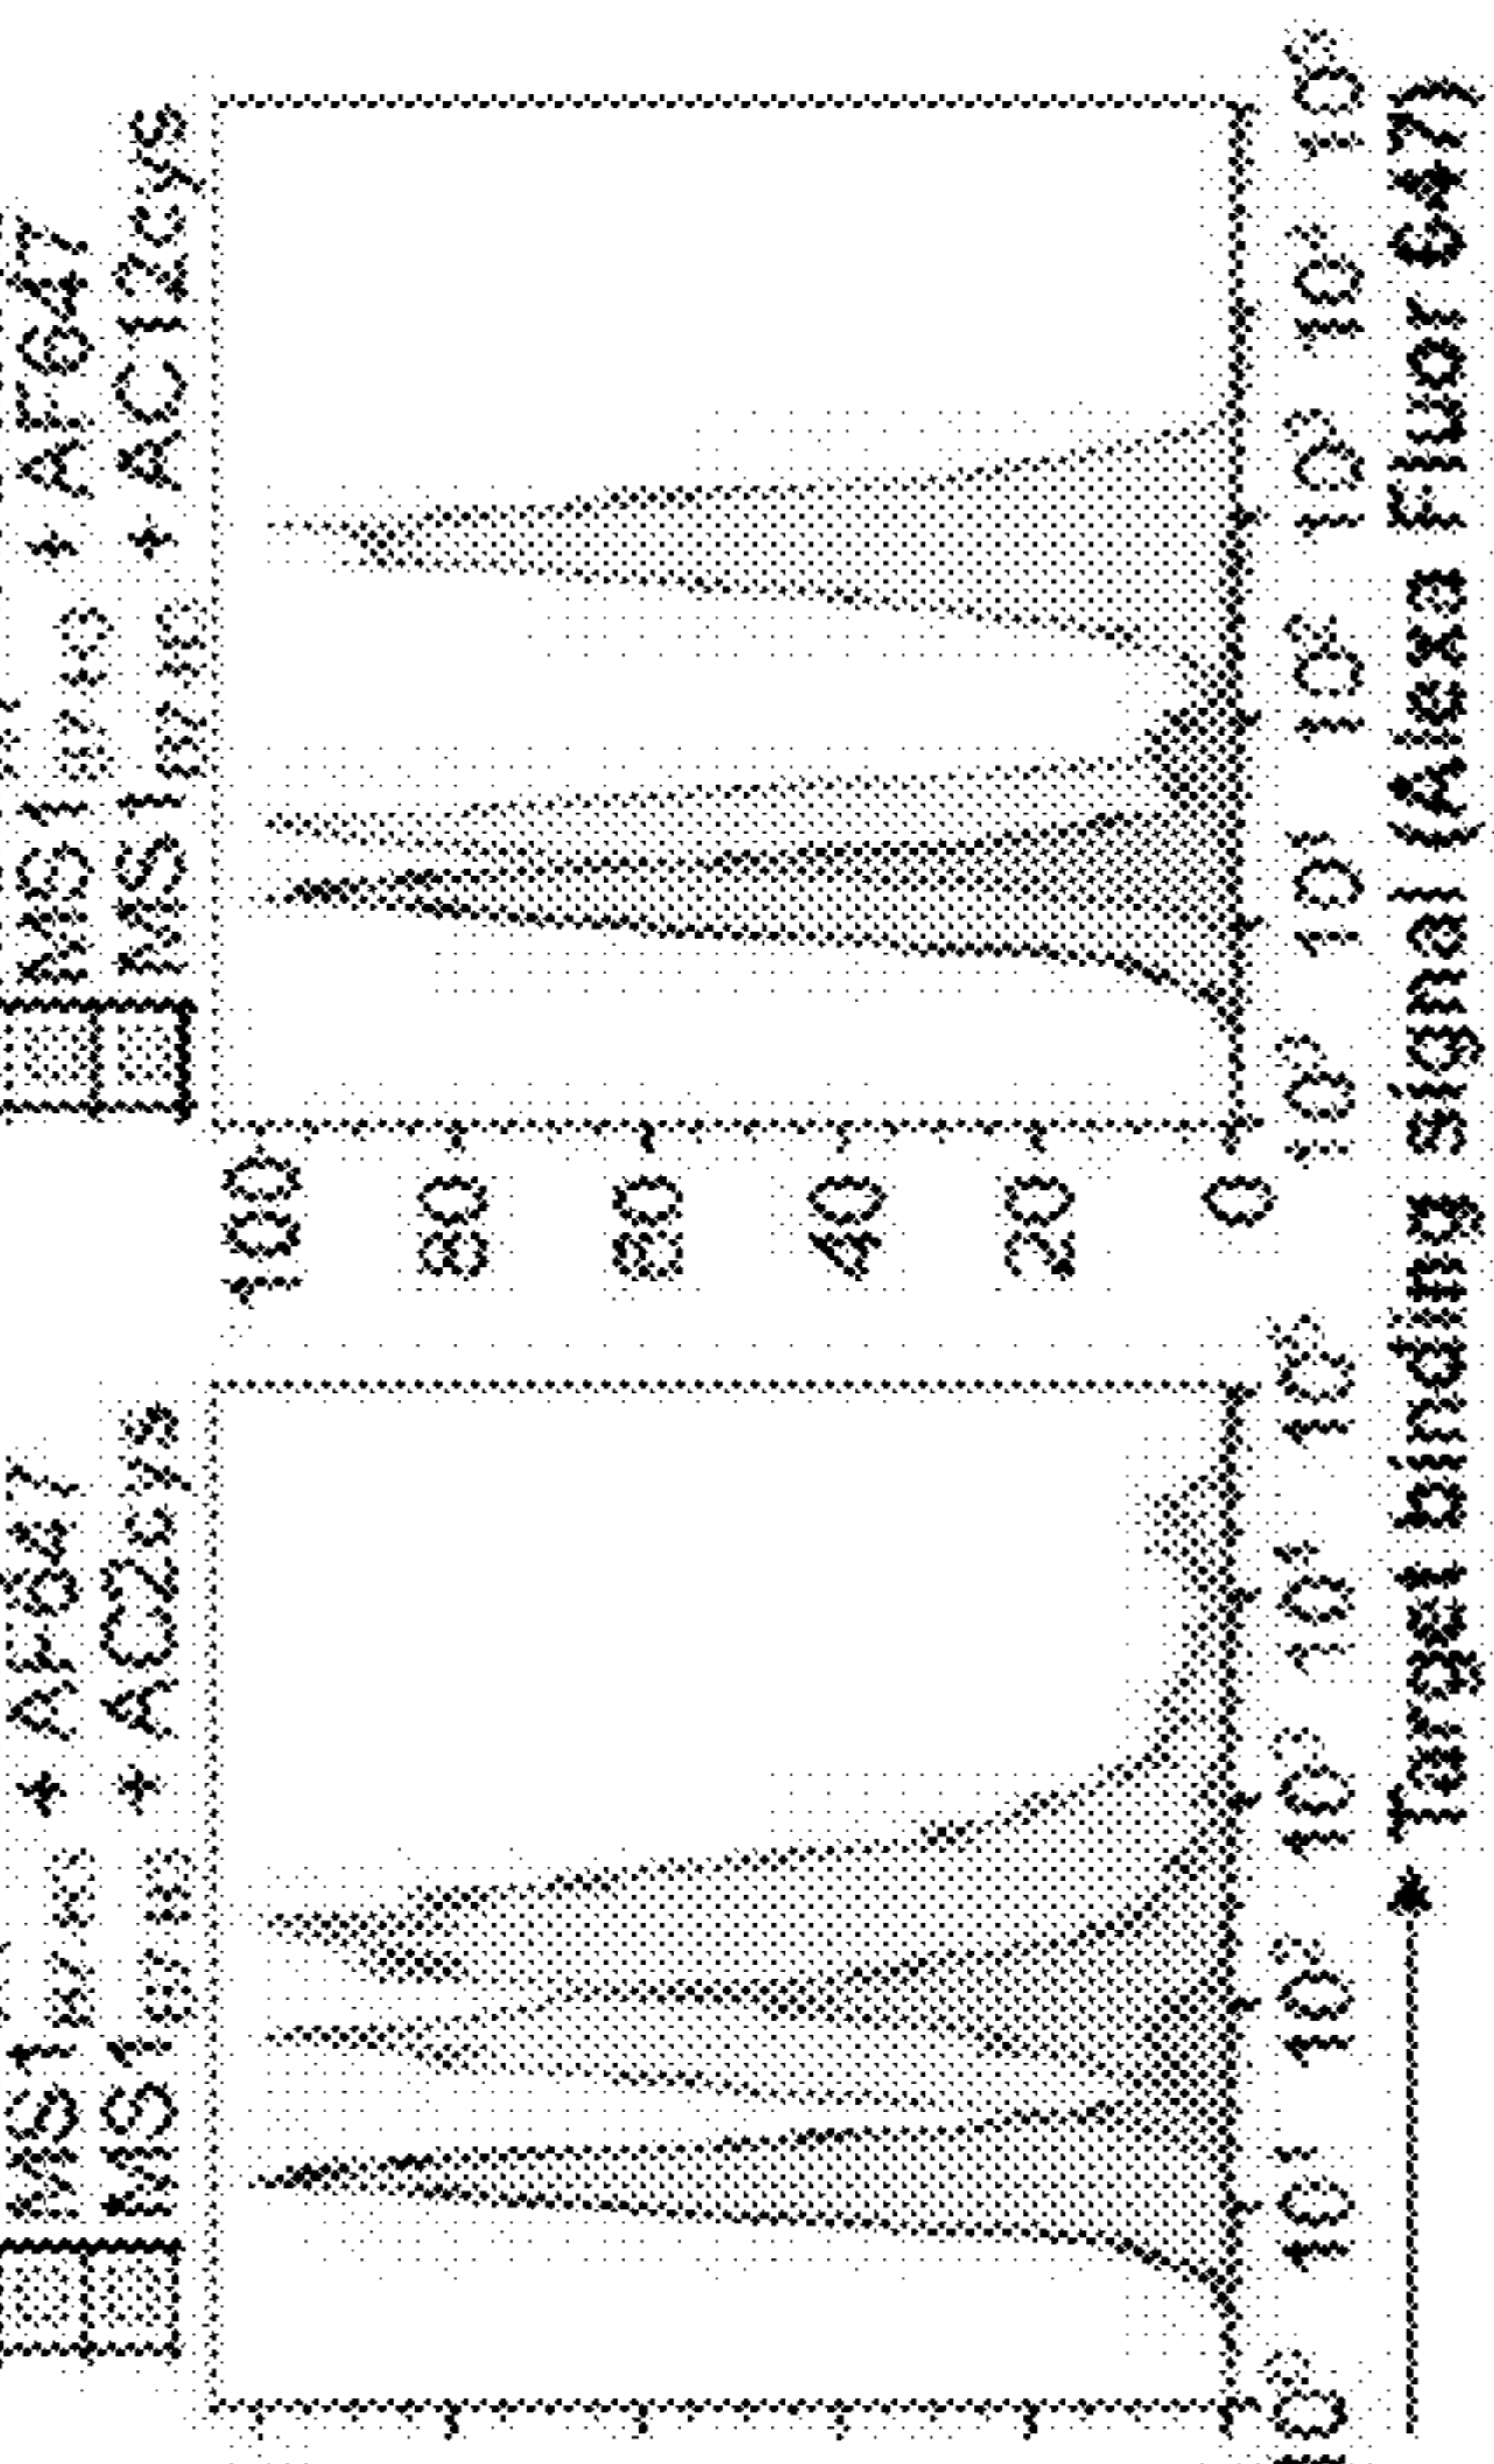 MS1 + AF647
MS1 + AC2cys
MS1 + AF647
MS1 + AC12cys
100
80
60
40
20
0
10⁰ 10¹ 10² 10³ 10⁴ 10⁵
10⁰ 10¹ 10² 10³ 10⁴ 10⁵
Target binding signal (Alexa Fluor 647)